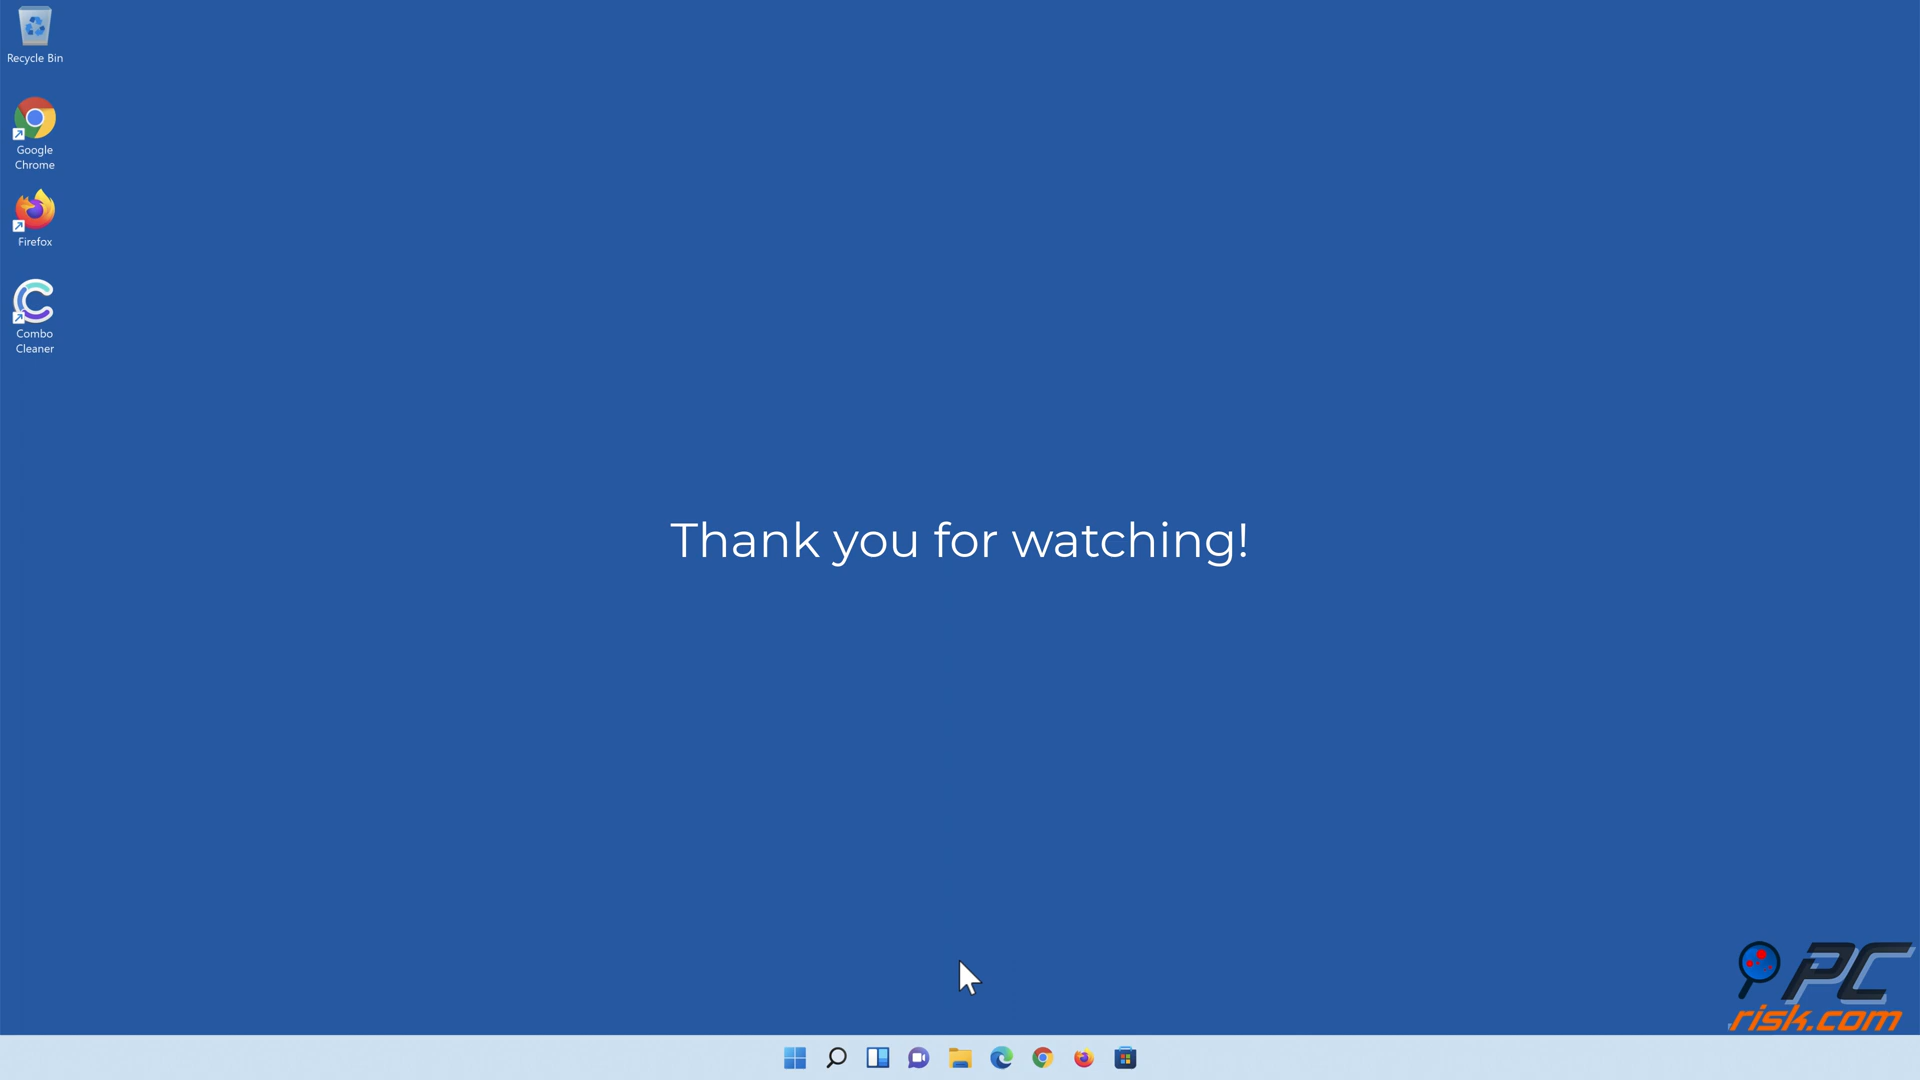 Recycle Bin
Google
Chrome
Firefox
Combo
Cleaner
Thank you for watching!
PC
risk.com